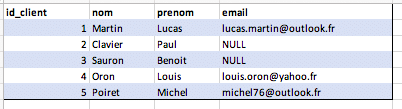 id_client nom prenom email
1 Martin Lucas lucas.martin@outlook.fr
2 Clavier Paul NULL
3 Sauron Benoit NULL
4 Oron Louis louis.oron@yahoo.fr
5 Poiret Michel michel76@outlook.fr